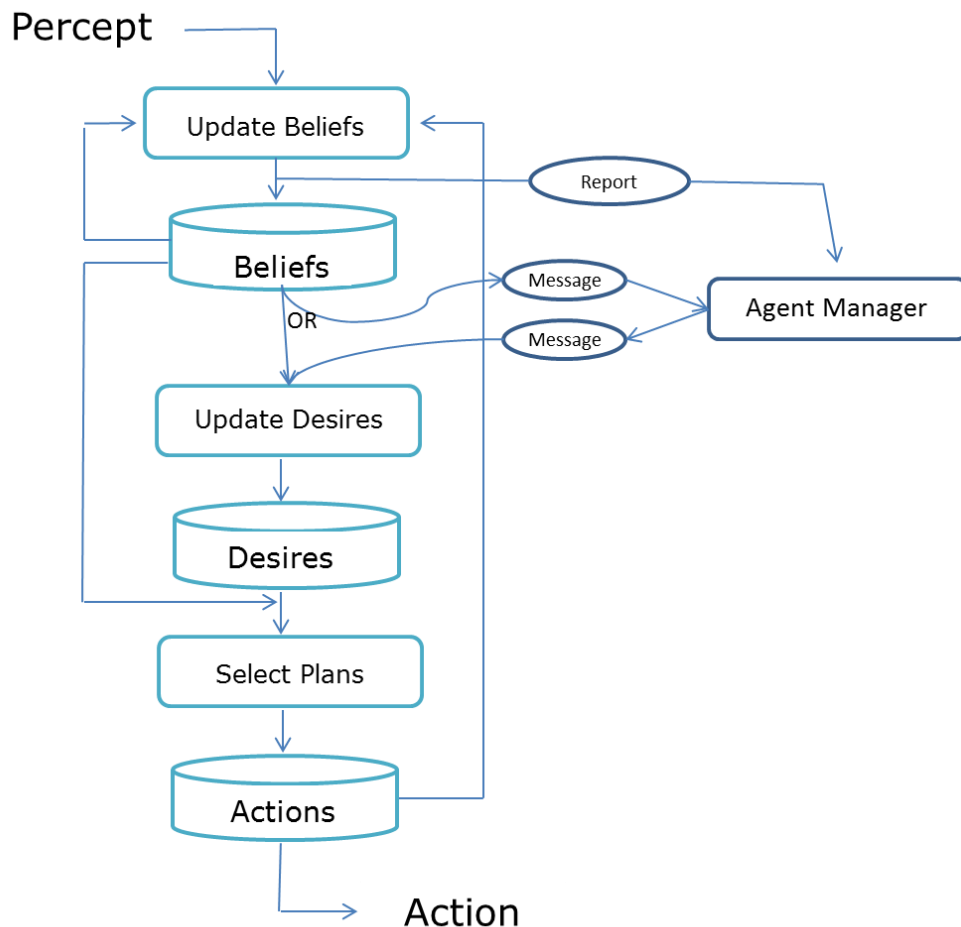 Percept
Update Beliefs
Report
Beliefs
Message
Agent Manager
OR
Message
Update Desires
Desires
Select Plans
Actions
Action